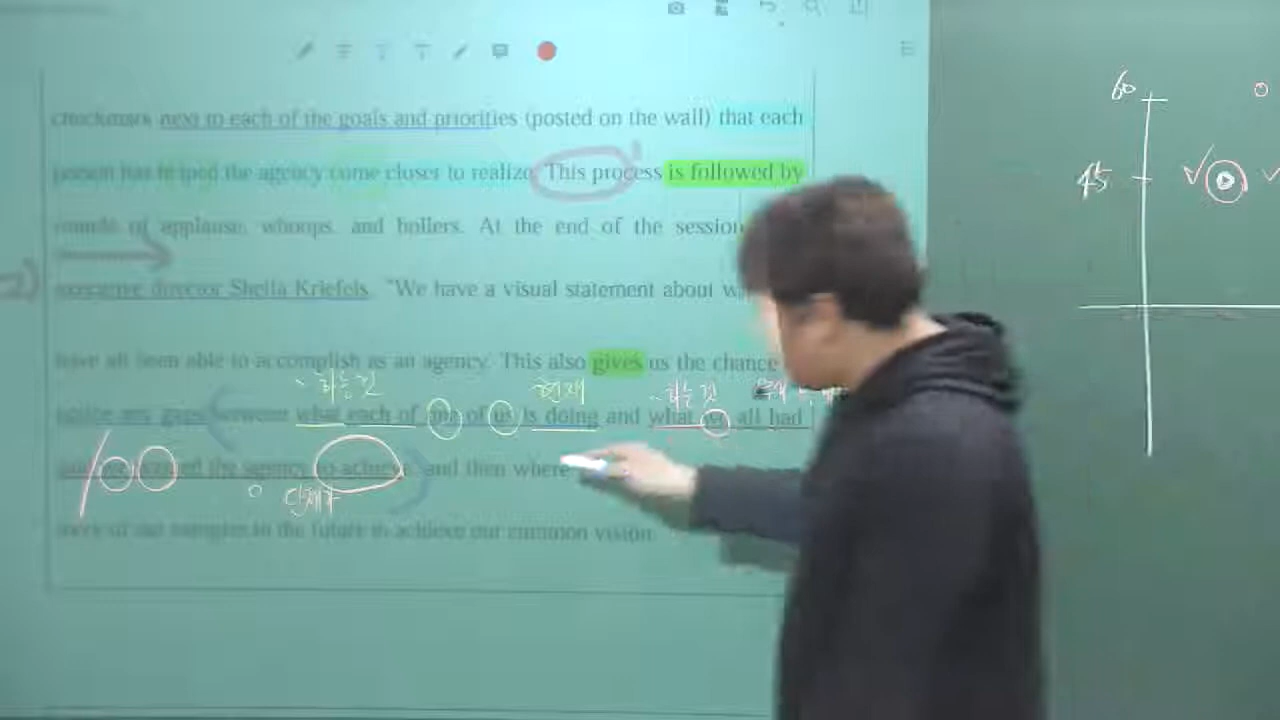 checkmark next to each of the goals and priorities (posted on the wall) that each
person has helped the agency come closer to realize. This process is followed by
rounds of applause, whoops, and hollers. At the end of the session
executive director Sheila Kriefels. "We have a visual statement about
have all been able to accomplish as an agency. This also gives us the chance
하는것 현재 하는것
notice any gaps between what each of one of us is doing and what we all had
the agency to achieve, and then where
단체가
more of our energies in the future to achieve our common vision.
60
45
100